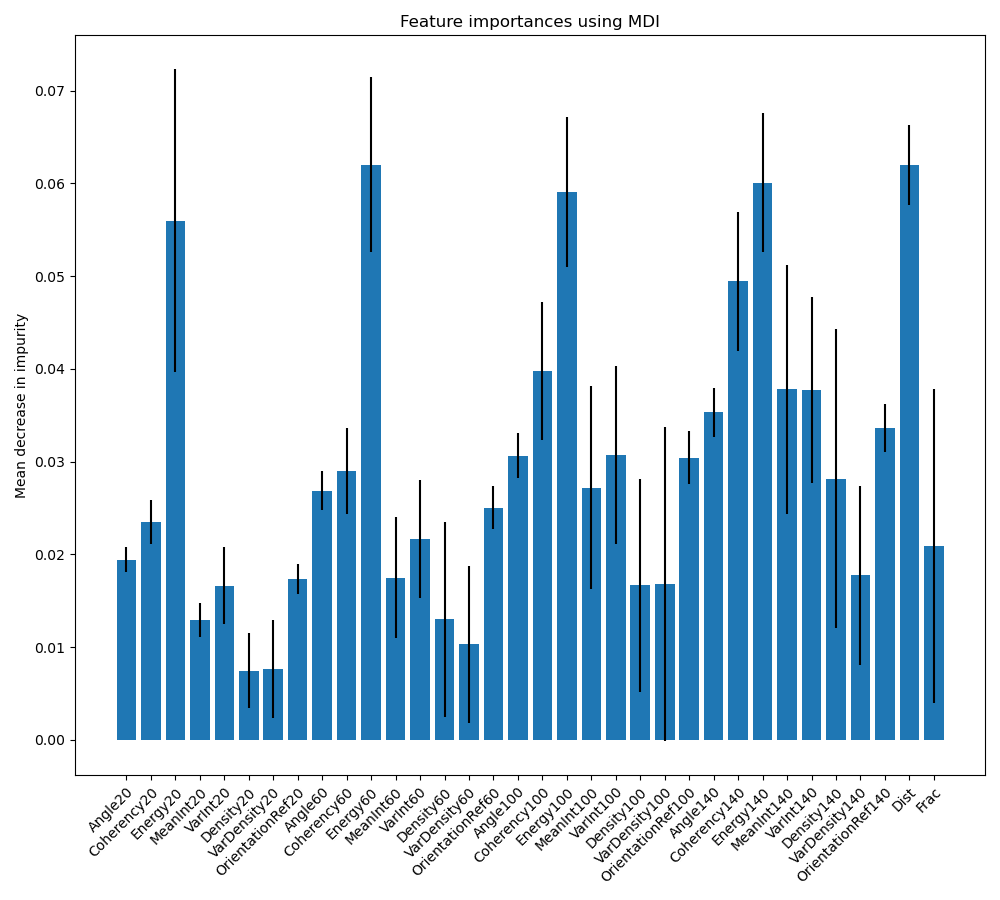 Feature importances using MDI
Mean decrease in impurity
0.07
0.06
0.05
0.04
0.03
0.02
0.01
0.00
Angle20
Coherency20
Energy20
MeanInt20
VarInt20
Density20
VarDensity20
OrientationRef20
Angle60
Coherency60
Energy60
MeanInt60
VarInt60
Density60
VarDensity60
OrientationRef60
Angle100
Coherency100
Energy100
MeanInt100
VarInt100
Density100
VarDensity100
OrientationRef100
Angle140
Coherency140
Energy140
MeanInt140
VarInt140
Density140
VarDensity140
OrientationRef140
Dist
Frac